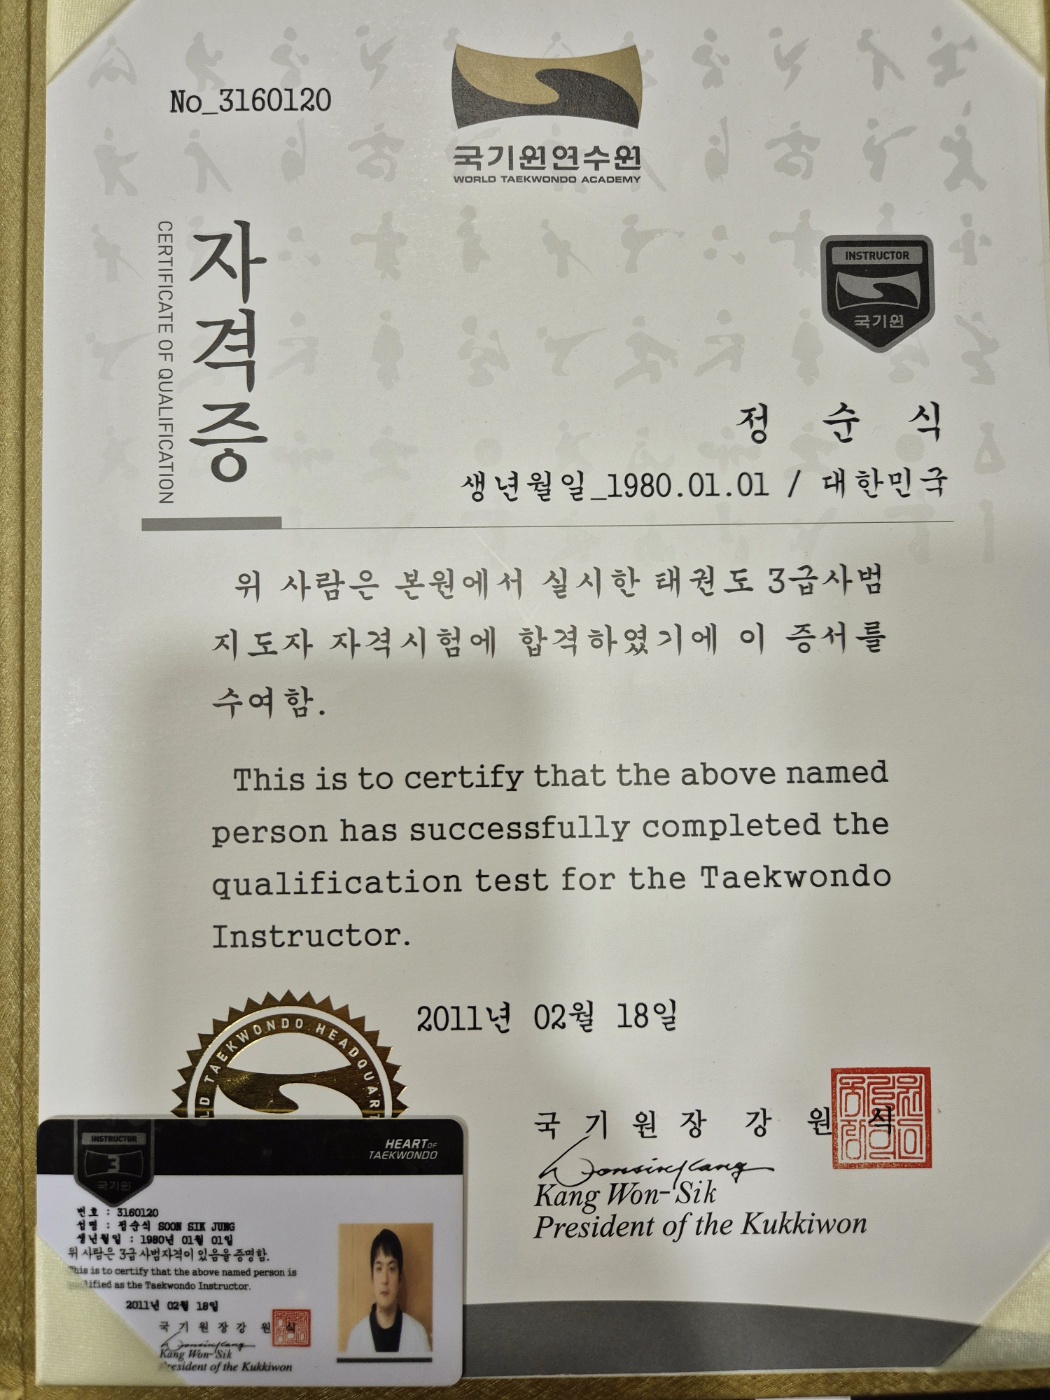 No_3160120
국기원연수원
WORLD TAEKWONDO ACADEMY
자격증
CERTIFICATE OF QUALIFICATION
INSTRUCTOR
국기원
정 순 식
생년월일_1980.01.01 / 대한민국
위 사람은 본원에서 실시한 태권도 3급사범
지도자 자격시험에 합격하였기에 이 증서를
수여함.
This is to certify that the above named
person has successfully completed the
qualification test for the Taekwondo
Instructor.
2011년 02월 18일
TAEKWONDO HEADQUAR
국 기 원 장 강 원 식
Kang Won-Sik
President of the Kukkiwon
INSTRUCTOR
3
국기원
HEART OF
TAEKWONDO
번호 : 3160120
성명 : 정순식 SOON SIK JUNG
생년월일 : 1980년 01월 01일
위 사람은 3급 사범자격이 있음을 증명함.
This is to certify that the above named person is
qualified as the Taekwondo Instructor.
2011년 02월 18일
국 기 원 장 강 원 식
Kang Won-Sik
President of the Kukkiwon